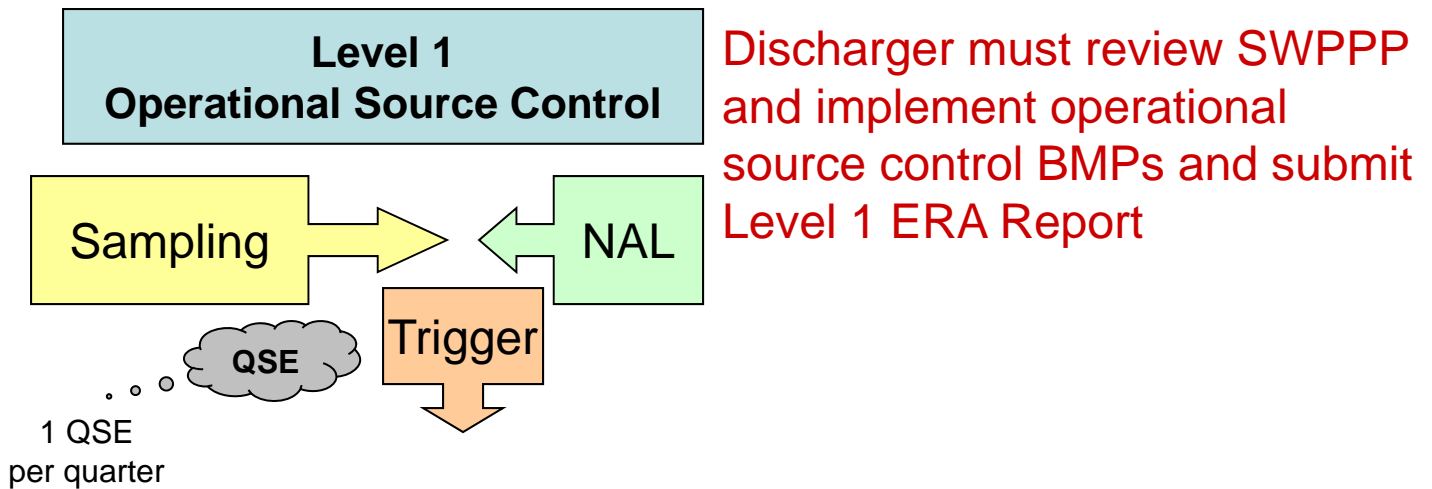 Level 1
Operational Source Control
Discharger must review SWPPP
and implement operational
source control BMPs and submit
Level 1 ERA Report
Sampling
NAL
Trigger
QSE
1 QSE
per quarter